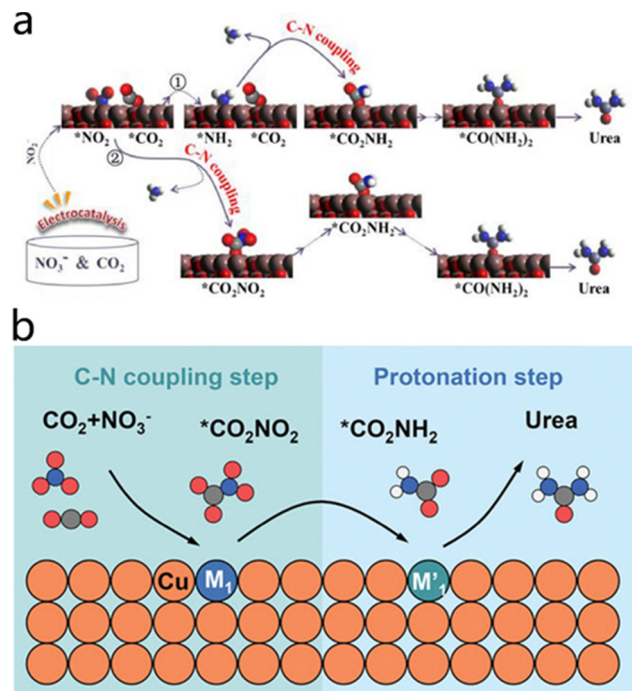 a
C-N coupling
①
*NO₂ *CO₂ *NH₂ *CO₂ *CO₂NH₂ *CO(NH₂)₂ Urea
NO₂⁻
②
C-N coupling
Electrocatalysis
NO₃⁻ & CO₂
*CO₂NO₂
*CO₂NH₂
*CO(NH₂)₂
Urea
b
C-N coupling step Protonation step
CO₂+NO₃⁻ *CO₂NO₂ *CO₂NH₂ Urea
Cu M₁ M'₁